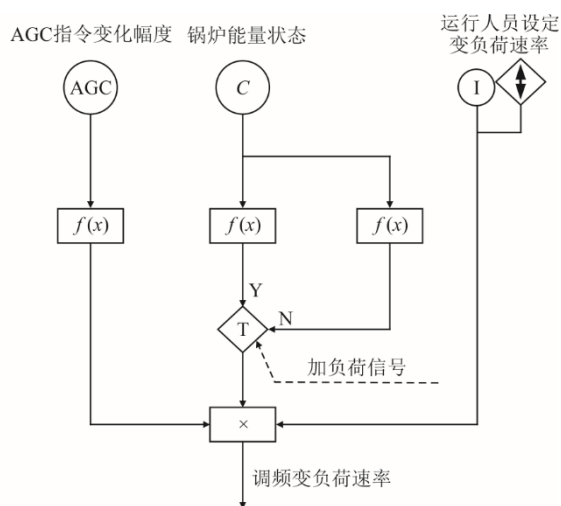 运行人员设定
变负荷速率
AGC指令变化幅度
锅炉能量状态
AGC
C
I
f(x)
f(x)
f(x)
Y
N
T
加负荷信号
×
调频变负荷速率